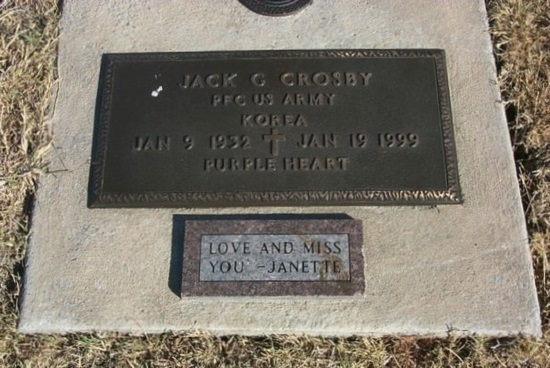 JACK G CROSBY
PFC US ARMY
KOREA
JAN 9 1932 JAN 19 1999
PURPLE HEART
LOVE AND MISS
YOU -JANETTE